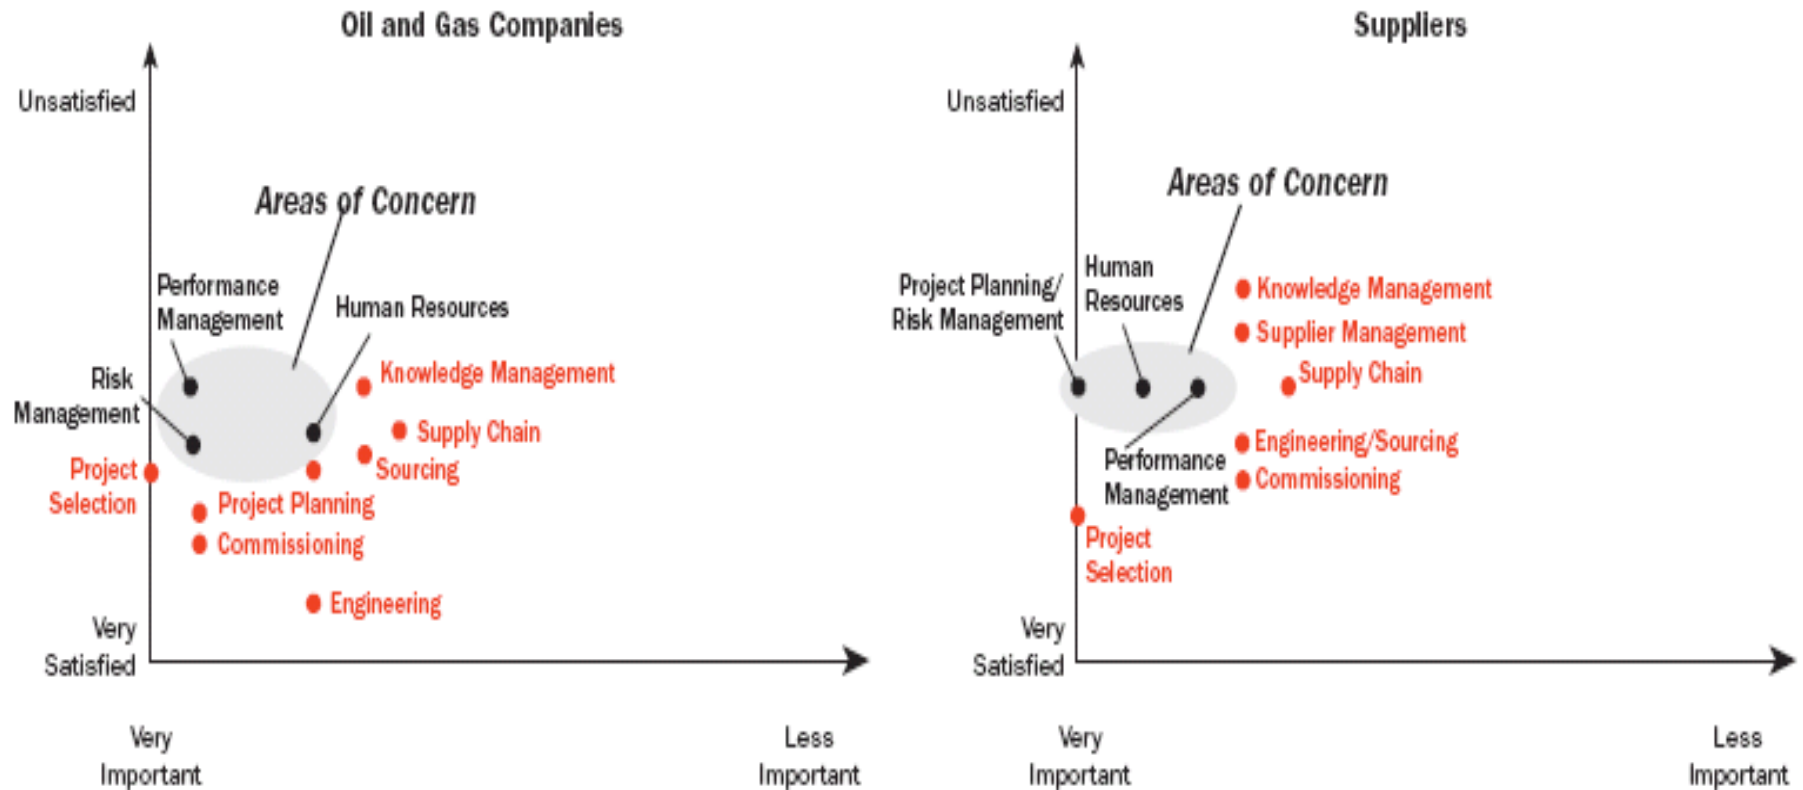 Oil and Gas Companies
Unsatisfied
Areas of Concern
Performance
Management
Human Resources
Risk
Management
Knowledge Management
Supply Chain
Sourcing
Project
Selection
Project Planning
Commissioning
Engineering
Very
Satisfied
Very
Important
Less
Important
Suppliers
Unsatisfied
Areas of Concern
Project Planning/
Risk Management
Human
Resources
Knowledge Management
Supplier Management
Supply Chain
Engineering/Sourcing
Performance
Management
Commissioning
Project
Selection
Very
Satisfied
Very
Important
Less
Important